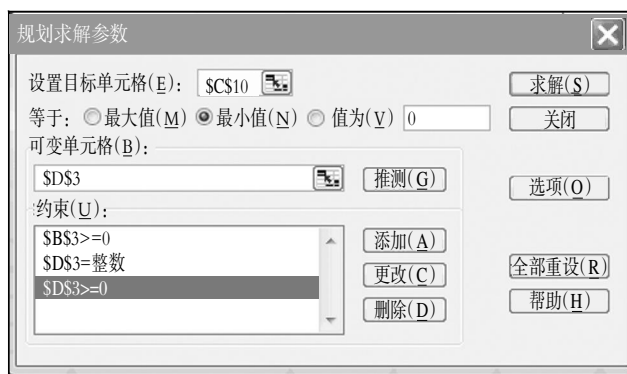 规划求解参数
设置目标单元格(E): $C$10 求解(S)
等于: 最大值(M) 最小值(N) 值为(V) 0 关闭
可变单元格(B):
$D$3 推测(G) 选项(O)
约束(U):
$B$3>=0 添加(A)
$D$3=整数 更改(C) 全部重设(R)
$D$3>=0 删除(D) 帮助(H)